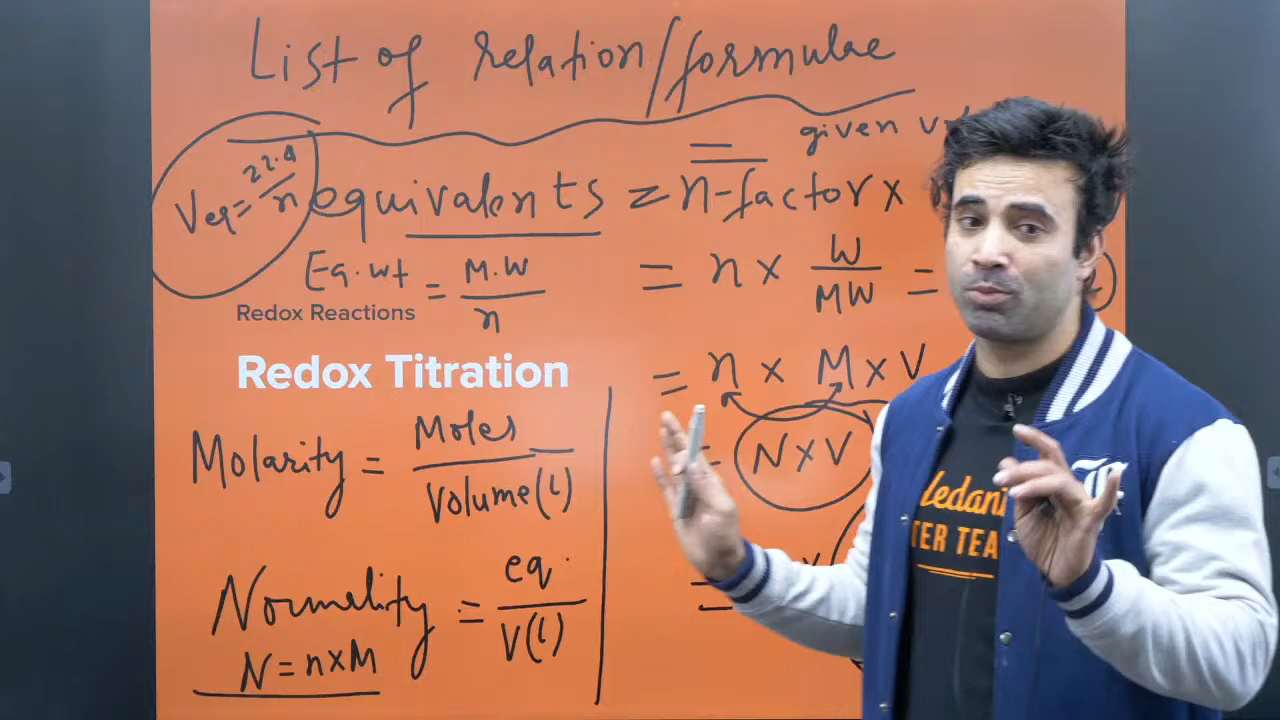 List of relation/formulae
given
Veq = 22.4/n
equivalents = n-factor ×
Eq. wt = M.W/n
= n × W/MW =
Redox Reactions
Redox Titration
= n × M × V
= N×V
Molarity = Moles/Volume(l)
Normality = eq./V(l)
N = n×M
Vedant
TER TEA